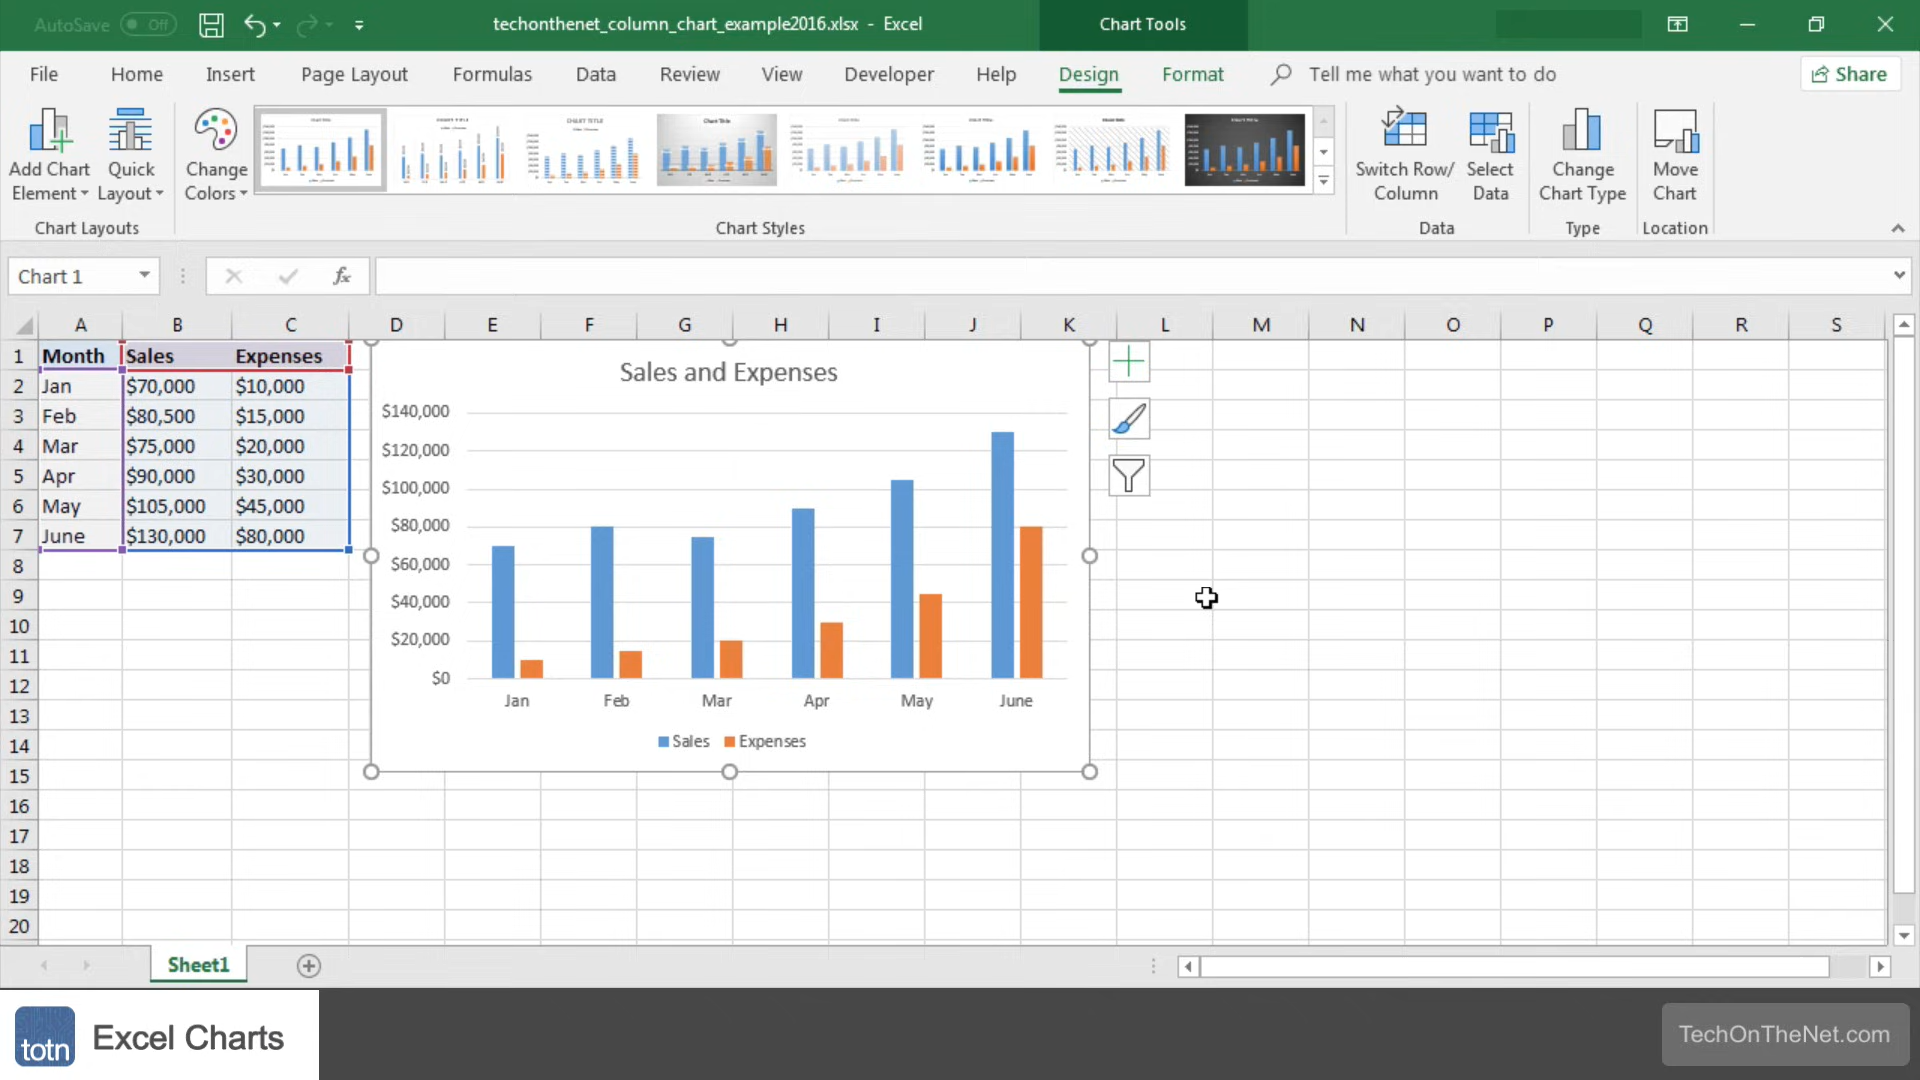 AutoSave Off techonthenet_column_chart_example2016.xlsx - Excel Chart Tools
File Home Insert Page Layout Formulas Data Review View Developer Help Design Format Tell me what you want to do Share
Add Chart Element
Quick Layout
Change Colors
Switch Row/ Column
Select Data
Change Chart Type
Move Chart
Chart Layouts Chart Styles Data Type Location
Chart 1 fx
A B C D E F G H I J K L M N O P Q R S
1 Month Sales Expenses
2 Jan $70,000 $10,000
3 Feb $80,500 $15,000
4 Mar $75,000 $20,000
5 Apr $90,000 $30,000
6 May $105,000 $45,000
7 June $130,000 $80,000
8
9
10
11
12
13
14
15
16
17
18
19
20
Sales and Expenses
$140,000
$120,000
$100,000
$80,000
$60,000
$40,000
$20,000
$0
Jan Feb Mar Apr May June
Sales Expenses
Sheet1
totn Excel Charts
TechOnTheNet.com